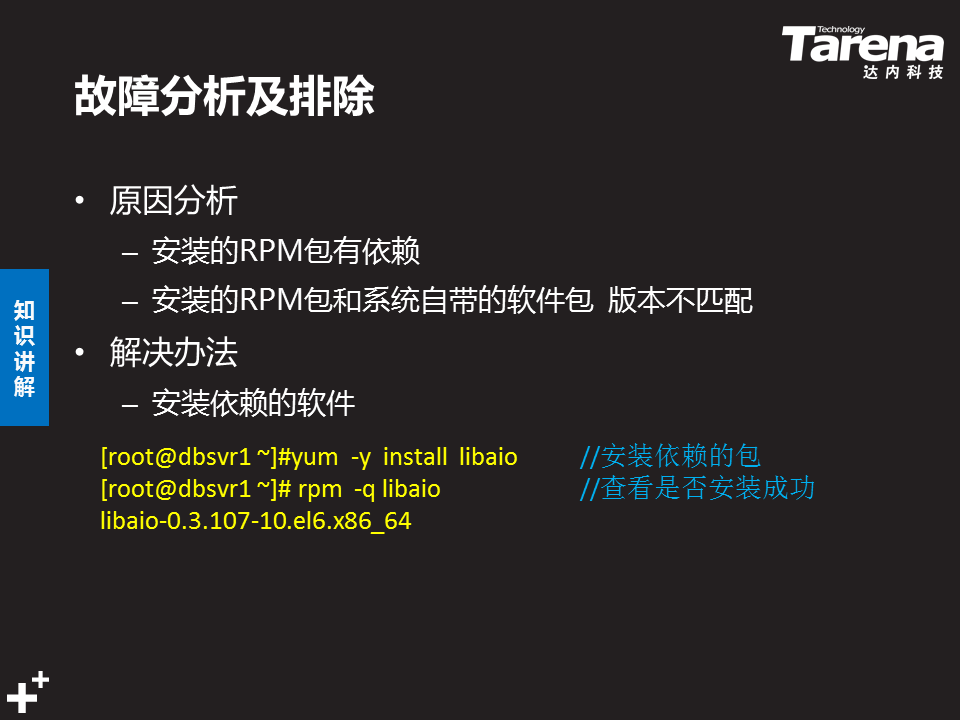 Technology
Tarena
达内科技
故障分析及排除
• 原因分析
– 安装的RPM包有依赖
– 安装的RPM包和系统自带的软件包 版本不匹配
• 解决办法
– 安装依赖的软件
知识讲解
[root@dbsvr1 ~]#yum -y install libaio //安装依赖的包
[root@dbsvr1 ~]# rpm -q libaio //查看是否安装成功
libaio-0.3.107-10.el6.x86_64